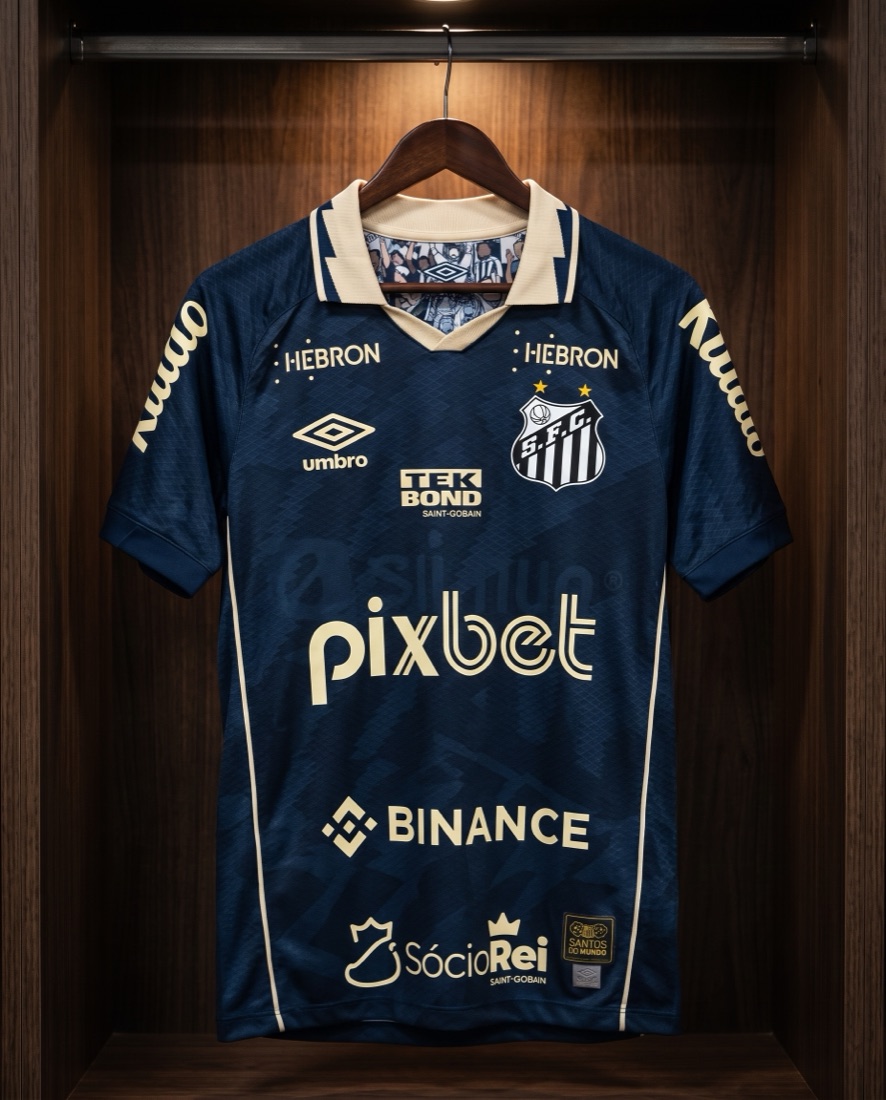 HEBRON
HEBRON
umbro
S.F.C.
TEK
BOND
SAINT-GOBAIN
pixbet
BINANCE
SócioRei
SAINT-GOBAIN
SANTOS
DO MUNDO